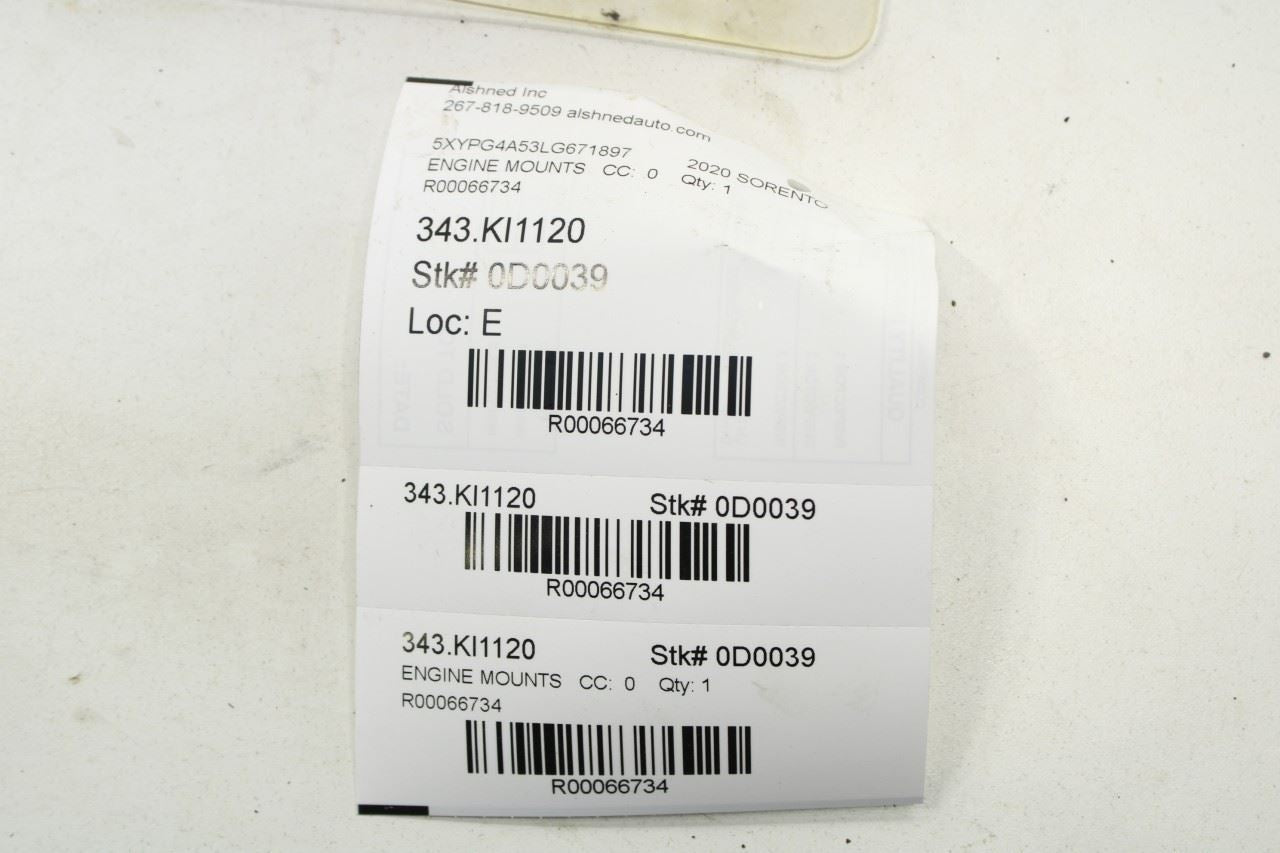 Alshned Inc
267-818-9509 alshnedauto.com
5XYPG4A53LG671897 2020 SORENTO
ENGINE MOUNTS CC: 0 Qty: 1
R00066734
343.KI1120
Stk# 0D0039
Loc: E
R00066734
343.KI1120 Stk# 0D0039
R00066734
343.KI1120 Stk# 0D0039
ENGINE MOUNTS CC: 0 Qty: 1
R00066734
R00066734